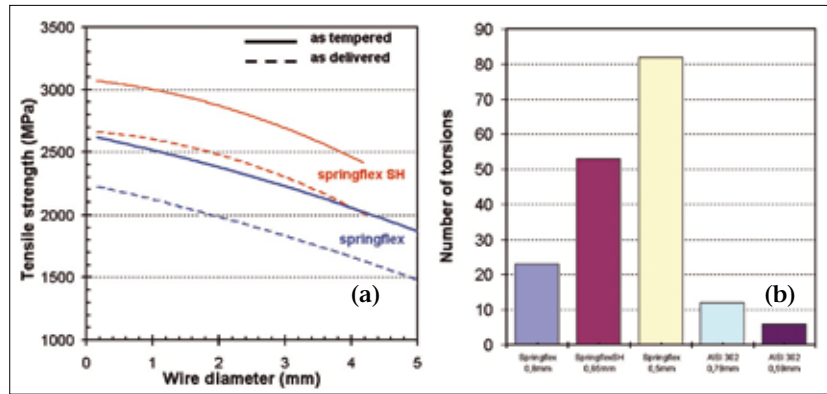 3500
3000
2500
2000
1500
1000
Tensile strength (MPa)
as tempered
as delivered
springflex SH
springflex
(a)
0 1 2 3 4 5
Wire diameter (mm)
90
80
70
60
50
40
30
20
10
0
Number of torsions
(b)
Springflex SpringflexSH Springflex AISI 302 AISI 302
0,8mm 0,65mm 0,5mm 0,79mm 0,59mm